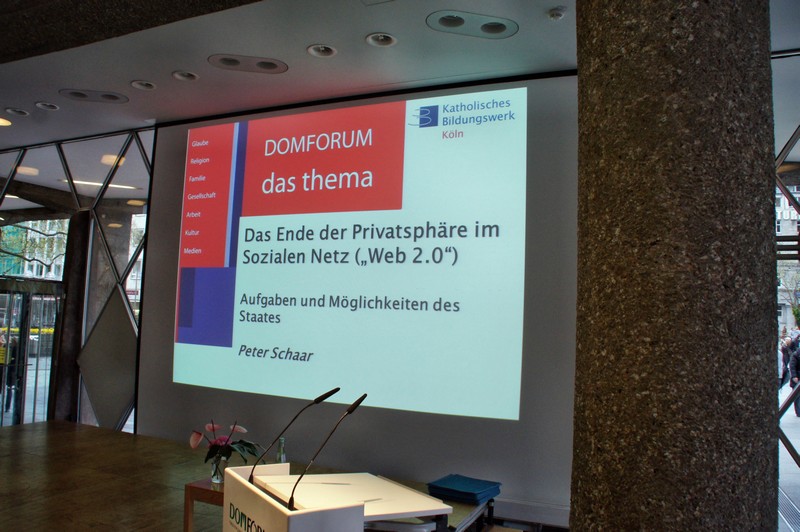 Glaube
Religion
Familie
Gesellschaft
Arbeit
Kultur
Medien
DOMFORUM
das thema
Katholisches
Bildungswerk
Köln
Das Ende der Privatsphäre im
Sozialen Netz („Web 2.0“)
Aufgaben und Möglichkeiten des
Staates
Peter Schaar
DOMFORU